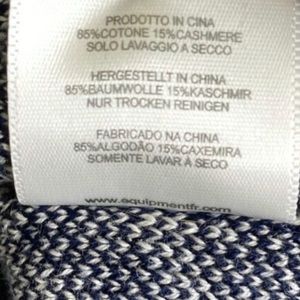 PRODOTTO IN CINA
85%COTONE 15%CASHMERE
SOLO LAVAGGIO A SECCO
HERGESTELLT IN CHINA
85%BAUMWOLLE 15%KASCHMIR
NUR TROCKEN REINIGEN
FABRICADO NA CHINA
85%ALGODÃO 15%CAXEMIRA
SOMENTE LAVAR À SECO
www.equipmentfr.com